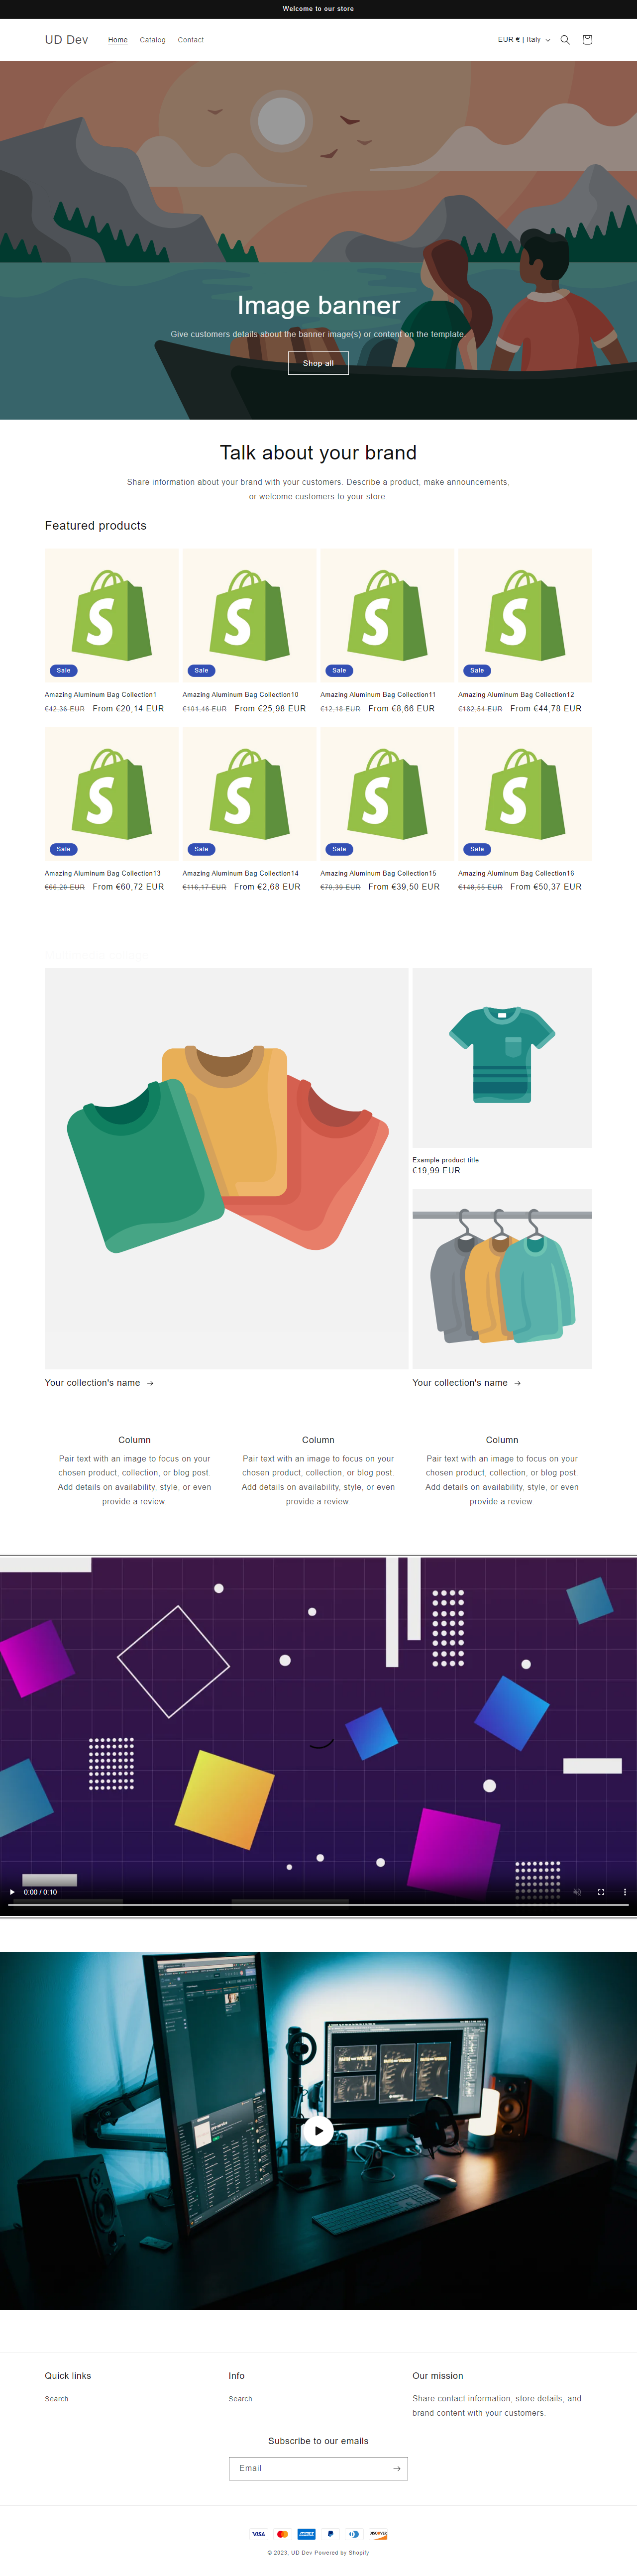 Welcome to our store
UD Dev
Home
Catalog
Contact
EUR € | Italy
Image banner
Give customers details about the banner image(s) or content on the template.
Shop all
Talk about your brand
Share information about your brand with your customers. Describe a product, make announcements,
or welcome customers to your store.
Featured products
Sale
Sale
Sale
Sale
Amazing Aluminum Bag Collection1
Amazing Aluminum Bag Collection10
Amazing Aluminum Bag Collection11
Amazing Aluminum Bag Collection12
€42,36 EUR From €20,14 EUR
€101,46 EUR From €25,98 EUR
€12,18 EUR From €8,66 EUR
€182,54 EUR From €44,78 EUR
Sale
Sale
Sale
Sale
Amazing Aluminum Bag Collection13
Amazing Aluminum Bag Collection14
Amazing Aluminum Bag Collection15
Amazing Aluminum Bag Collection16
€66,20 EUR From €60,72 EUR
€116,17 EUR From €2,68 EUR
€70,39 EUR From €39,50 EUR
€148,55 EUR From €50,37 EUR
Example product title
€19,99 EUR
Your collection's name
Your collection's name
Column
Pair text with an image to focus on your
chosen product, collection, or blog post.
Add details on availability, style, or even
provide a review.
Column
Pair text with an image to focus on your
chosen product, collection, or blog post.
Add details on availability, style, or even
provide a review.
Column
Pair text with an image to focus on your
chosen product, collection, or blog post.
Add details on availability, style, or even
provide a review.
0:00 / 0:10
Quick links
Search
Info
Search
Our mission
Share contact information, store details, and
brand content with your customers.
Subscribe to our emails
Email
VISA
DISCOVER
© 2023, UD Dev Powered by Shopify